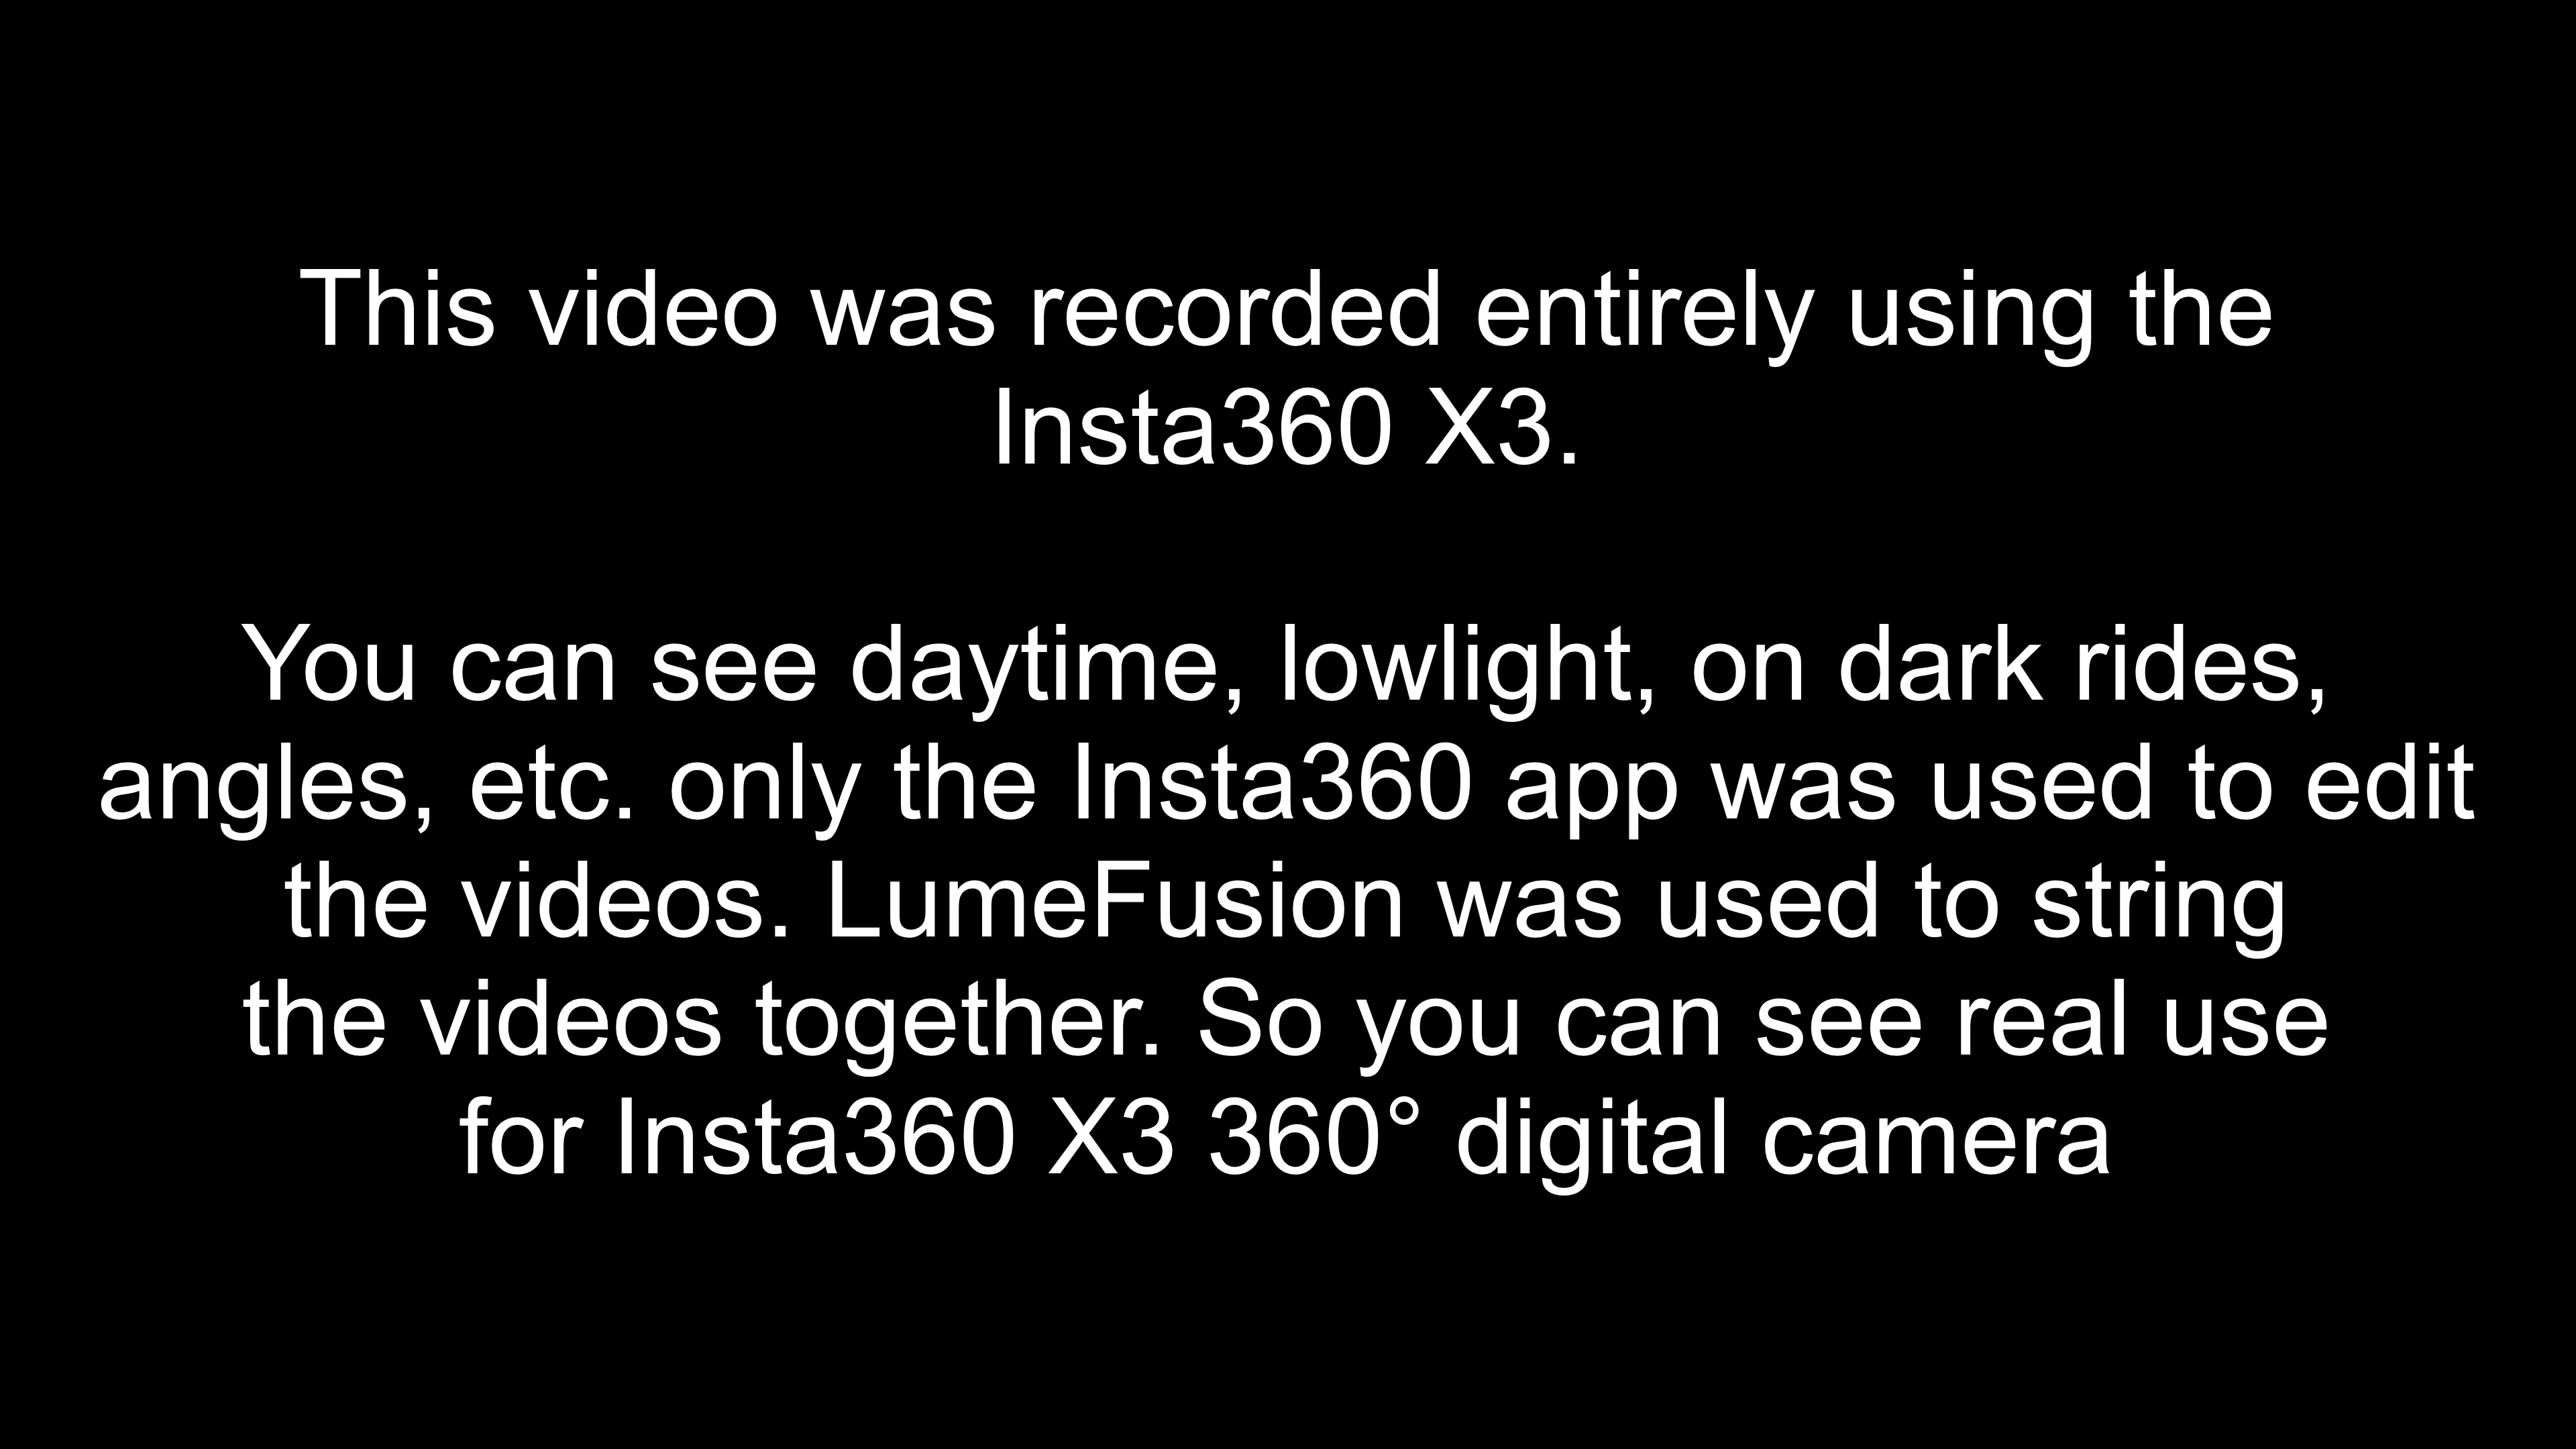 This video was recorded entirely using the
Insta360 X3.
You can see daytime, lowlight, on dark rides,
angles, etc. only the Insta360 app was used to edit
the videos. LumeFusion was used to string
the videos together. So you can see real use
for Insta360 X3 360° digital camera